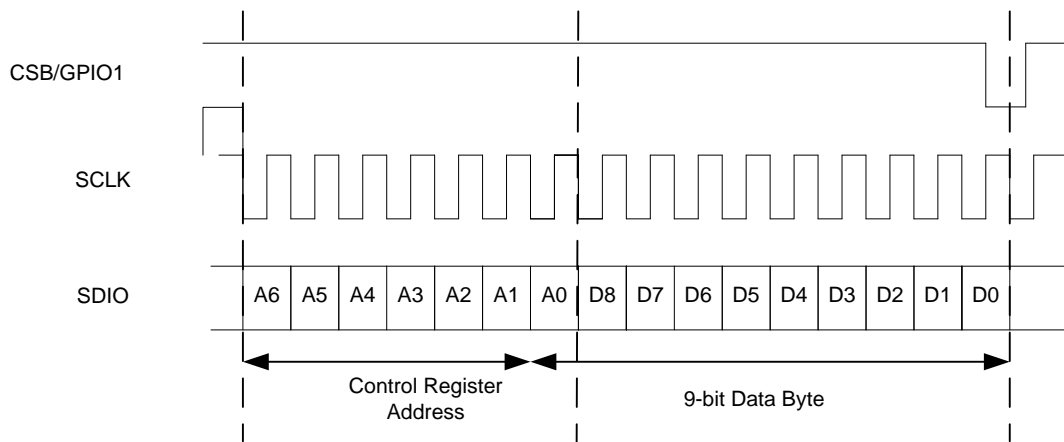 CSB/GPIO1
SCLK
SDIO
A6 A5 A4 A3 A2 A1 A0 D8 D7 D6 D5 D4 D3 D2 D1 D0
Control Register
Address
9-bit Data Byte